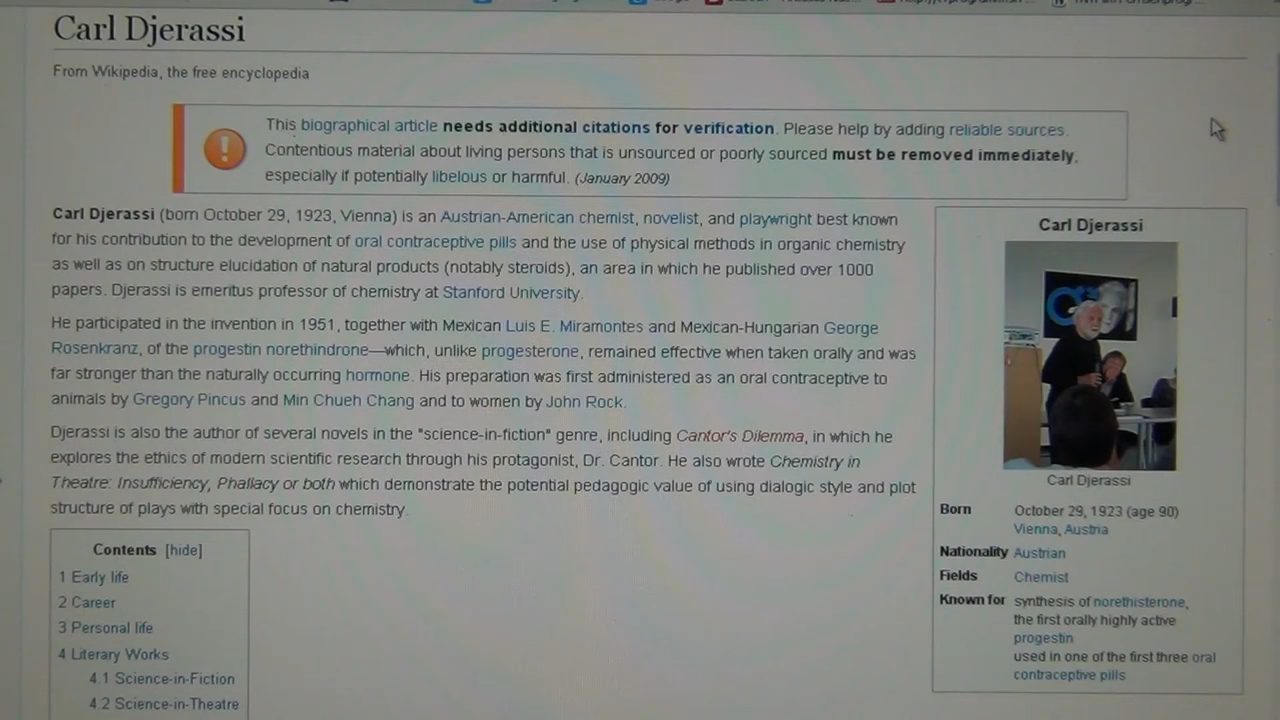 Carl Djerassi
From Wikipedia, the free encyclopedia
This biographical article needs additional citations for verification. Please help by adding reliable sources.
Contentious material about living persons that is unsourced or poorly sourced must be removed immediately,
especially if potentially libelous or harmful. (January 2009)
Carl Djerassi (born October 29, 1923, Vienna) is an Austrian-American chemist, novelist, and playwright best known
for his contribution to the development of oral contraceptive pills and the use of physical methods in organic chemistry
as well as on structure elucidation of natural products (notably steroids), an area in which he published over 1000
papers. Djerassi is emeritus professor of chemistry at Stanford University.
He participated in the invention in 1951, together with Mexican Luis E. Miramontes and Mexican-Hungarian George
Rosenkranz, of the progestin norethindrone—which, unlike progesterone, remained effective when taken orally and was
far stronger than the naturally occurring hormone. His preparation was first administered as an oral contraceptive to
animals by Gregory Pincus and Min Chueh Chang and to women by John Rock.
Djerassi is also the author of several novels in the "science-in-fiction" genre, including Cantor's Dilemma, in which he
explores the ethics of modern scientific research through his protagonist, Dr. Cantor. He also wrote Chemistry in
Theatre: Insufficiency, Phallacy or both which demonstrate the potential pedagogic value of using dialogic style and plot
structure of plays with special focus on chemistry.
Contents [hide]
1 Early life
2 Career
3 Personal life
4 Literary Works
4.1 Science-in-Fiction
4.2 Science-in-Theatre
Carl Djerassi
Carl Djerassi
Born October 29, 1923 (age 90)
Vienna, Austria
Nationality Austrian
Fields Chemist
Known for synthesis of norethisterone,
the first orally highly active
progestin
used in one of the first three oral
contraceptive pills